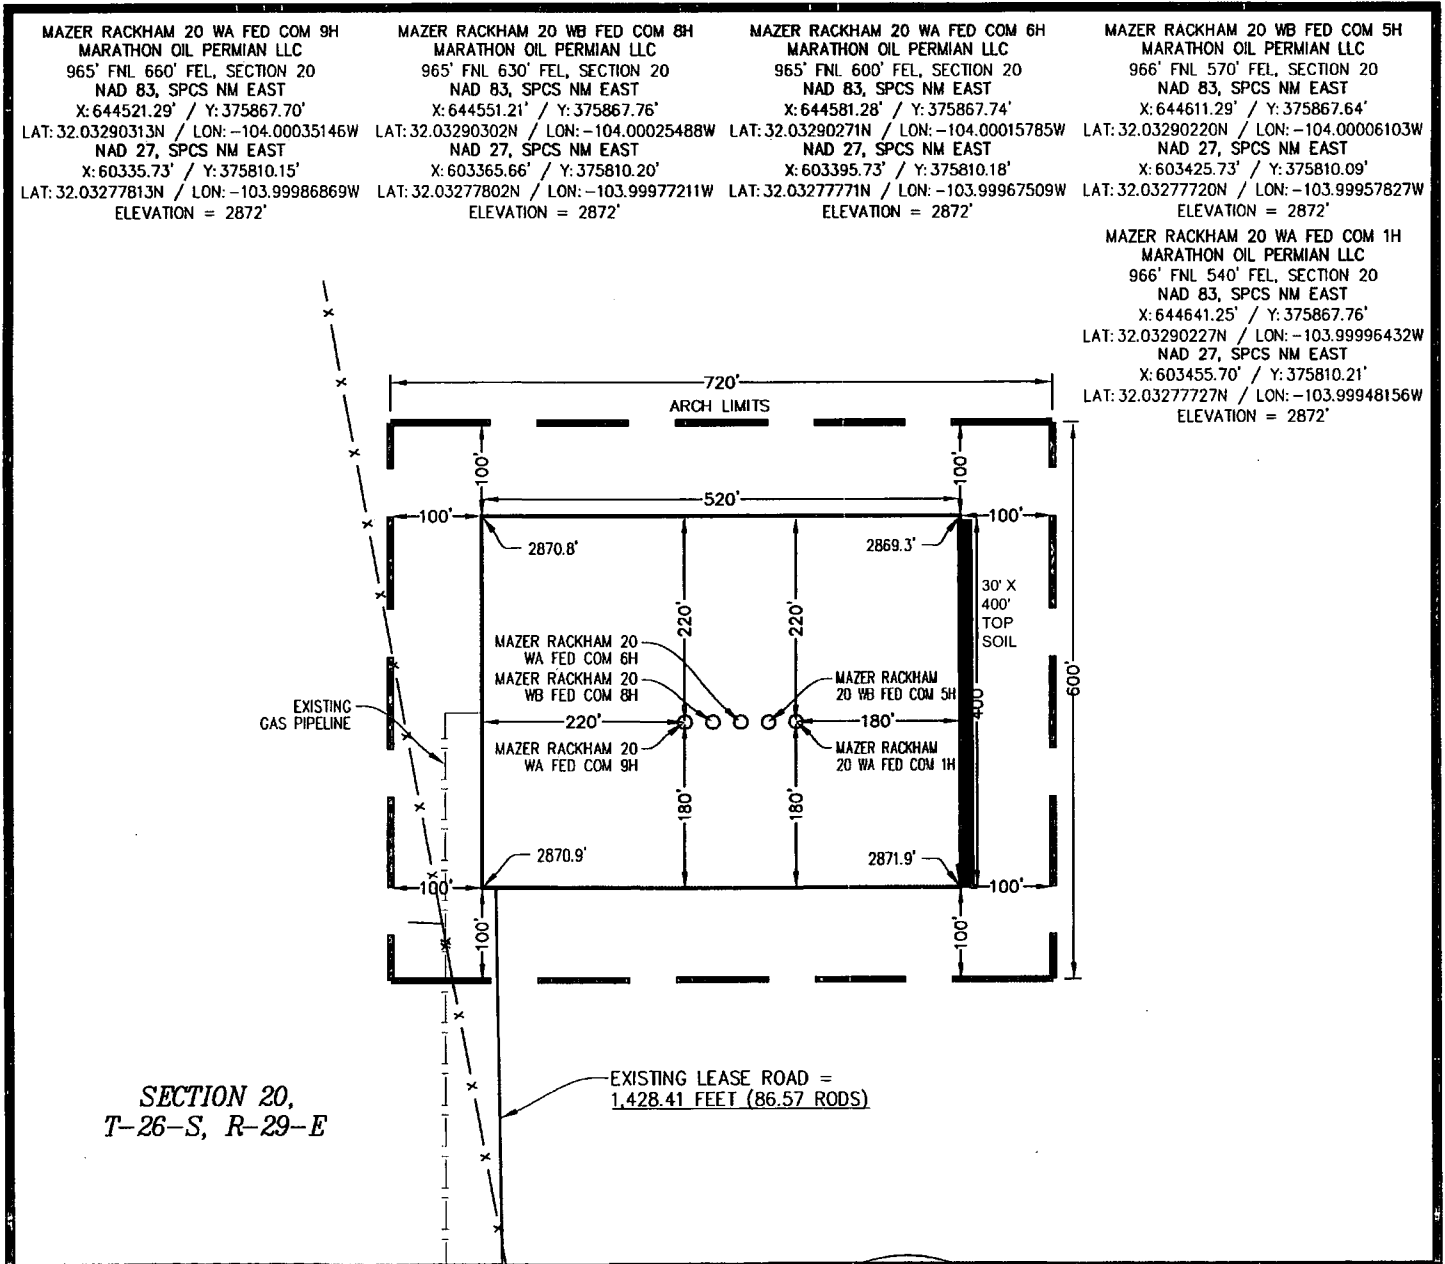 MAZER RACKHAM 20 WA FED COM 9H
MARATHON OIL PERMIAN LLC
965' FNL 660' FEL, SECTION 20
NAD 83, SPCS NM EAST
X: 644521.29' / Y: 375867.70'
LAT: 32.03290313N / LON: -104.00035146W
NAD 27, SPCS NM EAST
X: 60335.73' / Y: 375810.15'
LAT: 32.03277813N / LON: -103.99986869W
ELEVATION = 2872'
MAZER RACKHAM 20 WB FED COM 8H
MARATHON OIL PERMIAN LLC
965' FNL 630' FEL, SECTION 20
NAD 83, SPCS NM EAST
X: 644551.21' / Y: 375867.76'
LAT: 32.03290302N / LON: -104.00025488W
NAD 27, SPCS NM EAST
X: 603365.66' / Y: 375810.20'
LAT: 32.03277802N / LON: -103.99977211W
ELEVATION = 2872'
MAZER RACKHAM 20 WA FED COM 6H
MARATHON OIL PERMIAN LLC
965' FNL 600' FEL, SECTION 20
NAD 83, SPCS NM EAST
X: 644581.28' / Y: 375867.74'
LAT: 32.03290271N / LON: -104.00015785W
NAD 27, SPCS NM EAST
X: 603395.73' / Y: 375810.18'
LAT: 32.03277771N / LON: -103.99967509W
ELEVATION = 2872'
MAZER RACKHAM 20 WB FED COM 5H
MARATHON OIL PERMIAN LLC
966' FNL 570' FEL, SECTION 20
NAD 83, SPCS NM EAST
X: 644611.29' / Y: 375867.64'
LAT: 32.03290220N / LON: -104.00006103W
NAD 27, SPCS NM EAST
X: 603425.73' / Y: 375810.09'
LAT: 32.03277720N / LON: -103.99957827W
ELEVATION = 2872'
MAZER RACKHAM 20 WA FED COM 1H
MARATHON OIL PERMIAN LLC
966' FNL 540' FEL, SECTION 20
NAD 83, SPCS NM EAST
X: 644641.25' / Y: 375867.76'
LAT: 32.03290227N / LON: -103.99996432W
NAD 27, SPCS NM EAST
X: 603455.70' / Y: 375810.21'
LAT: 32.03277727N / LON: -103.99948156W
ELEVATION = 2872'
720'
ARCH LIMITS
100'
100'
520'
100'
100'
2870.8'
2869.3'
30' X
400'
TOP
SOIL
220'
220'
MAZER RACKHAM 20
WA FED COM 6H
MAZER RACKHAM 20
WB FED COM 8H
MAZER RACKHAM
20 WB FED COM 5H
400'
600'
EXISTING
GAS PIPELINE
220'
180'
MAZER RACKHAM 20
WA FED COM 9H
MAZER RACKHAM
20 WA FED COM 1H
180'
180'
2870.9'
2871.9'
100'
100'
100'
100'
EXISTING LEASE ROAD =
1,428.41 FEET (86.57 RODS)
SECTION 20,
T-26-S, R-29-E